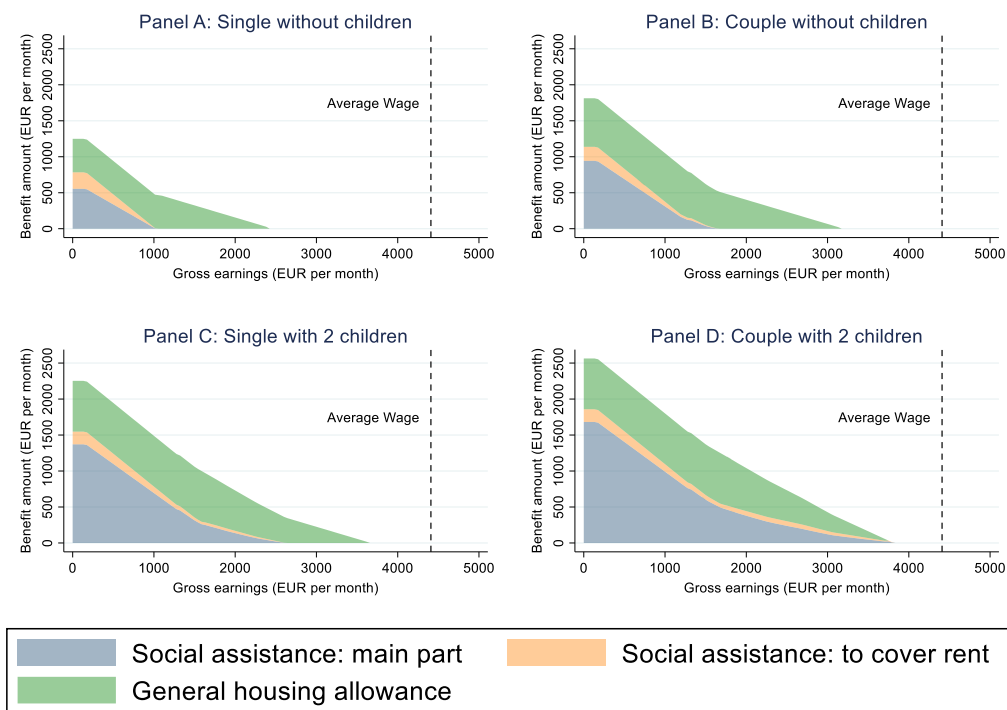 Panel A: Single without children
Benefit amount (EUR per month)
2500
2000
1500
1000
500
0
Average Wage
0 1000 2000 3000 4000 5000
Gross earnings (EUR per month)
Panel B: Couple without children
Benefit amount (EUR per month)
2500
2000
1500
1000
500
0
Average Wage
0 1000 2000 3000 4000 5000
Gross earnings (EUR per month)
Panel C: Single with 2 children
Benefit amount (EUR per month)
2500
2000
1500
1000
500
0
Average Wage
0 1000 2000 3000 4000 5000
Gross earnings (EUR per month)
Panel D: Couple with 2 children
Benefit amount (EUR per month)
2500
2000
1500
1000
500
0
Average Wage
0 1000 2000 3000 4000 5000
Gross earnings (EUR per month)
Social assistance: main part
Social assistance: to cover rent
General housing allowance